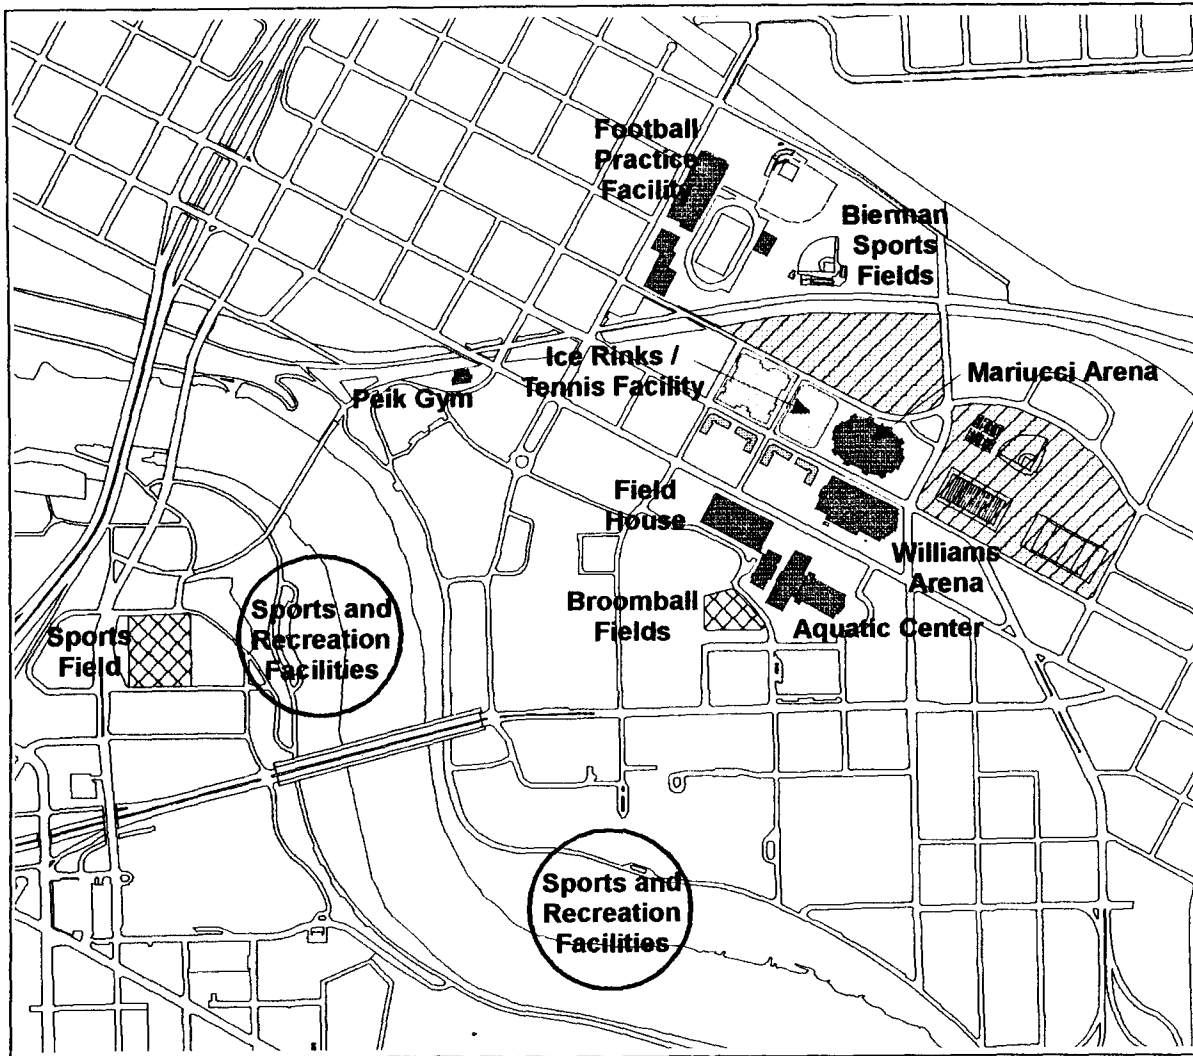 Football
Practice
Facility
Bierman
Sports
Fields
Ice Rinks /
Tennis Facility
Mariucci Arena
Peik Gym
Field
House
Williams
Arena
Broomball
Fields
Aquatic Center
Sports and
Recreation
Facilities
Sports
Field
Sports and
Recreation
Facilities